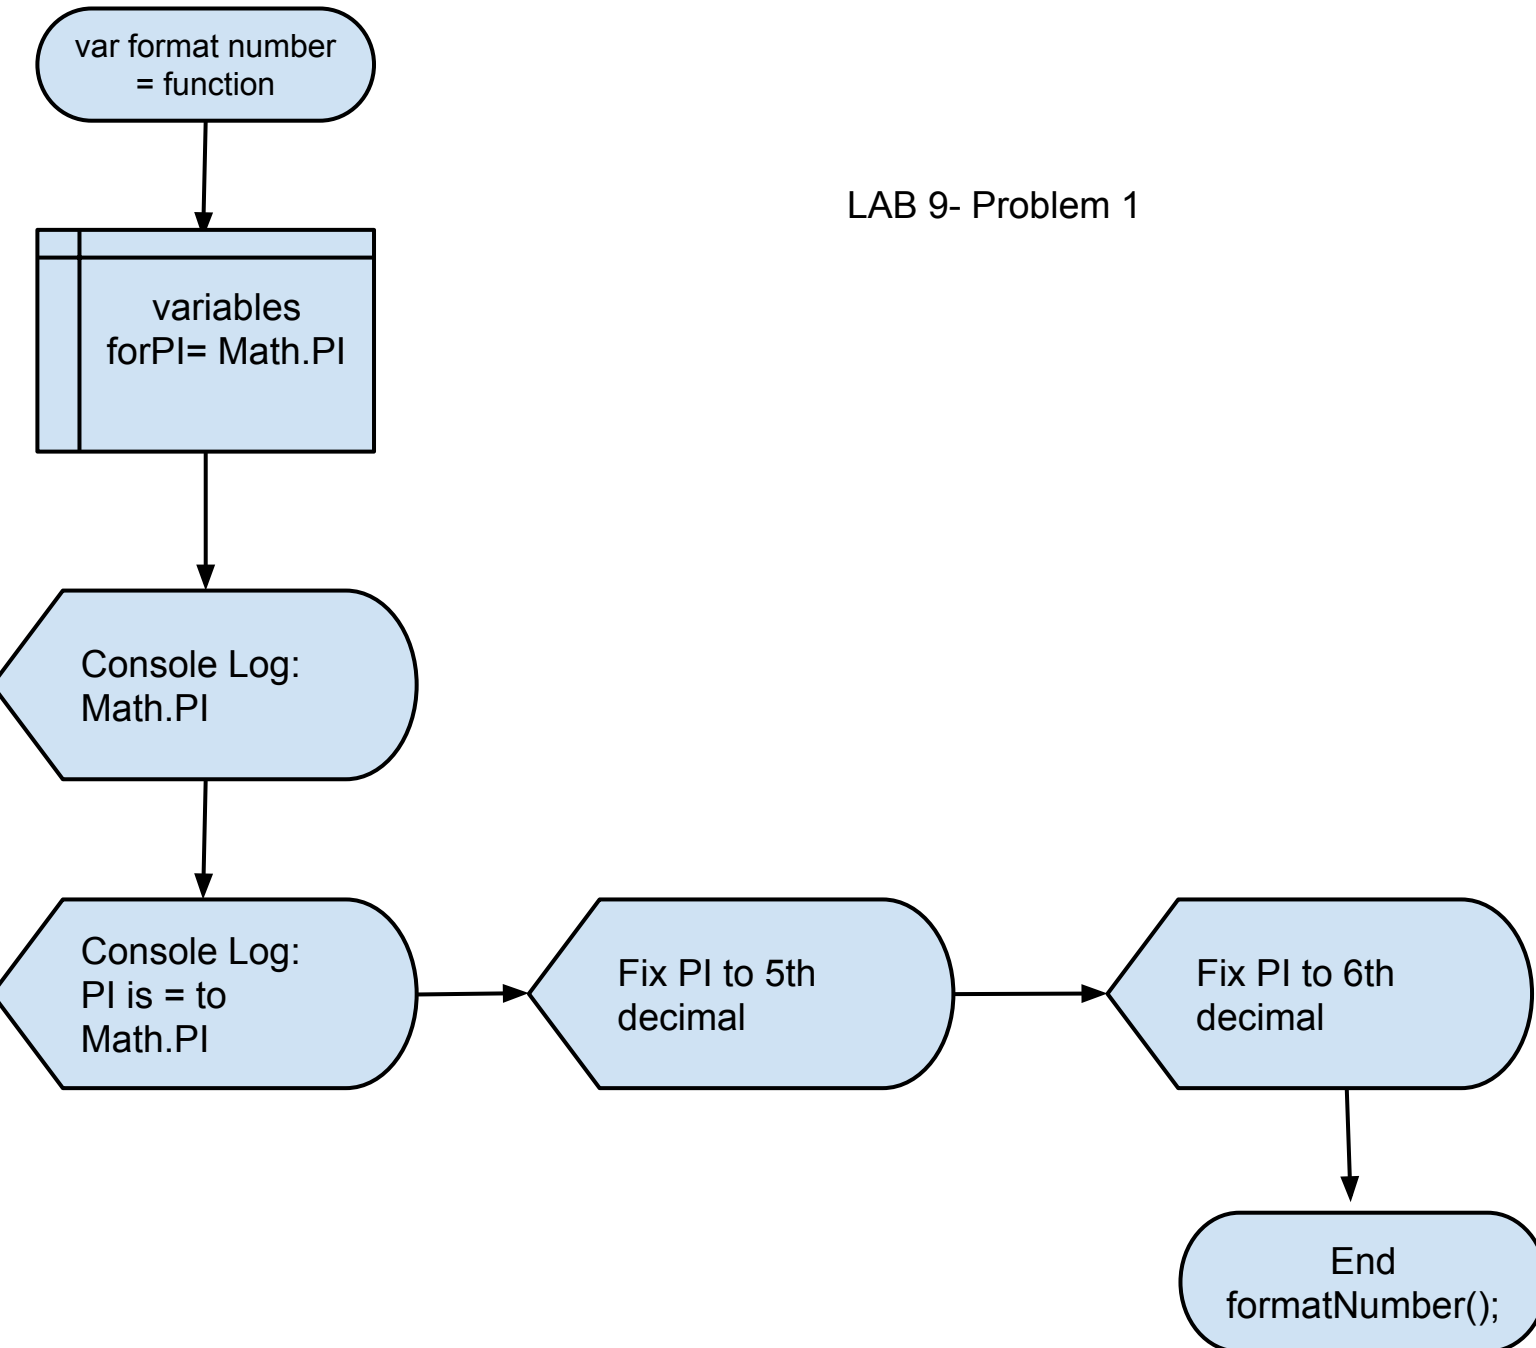 var format number
= function
LAB 9- Problem 1
variables
forPI= Math.PI
Console Log:
Math.PI
Console Log:
PI is = to
Math.PI
Fix PI to 5th
decimal
Fix PI to 6th
decimal
End
formatNumber();